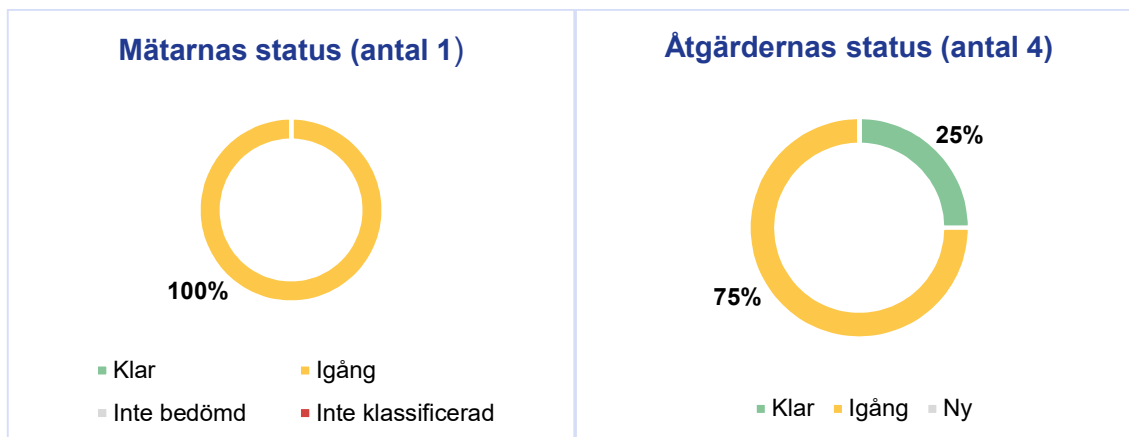 Mätarnas status (antal 1)
100%
Klar
Igång
Inte bedömd
Inte klassificerad
Åtgärdernas status (antal 4)
25%
75%
Klar
Igång
Ny